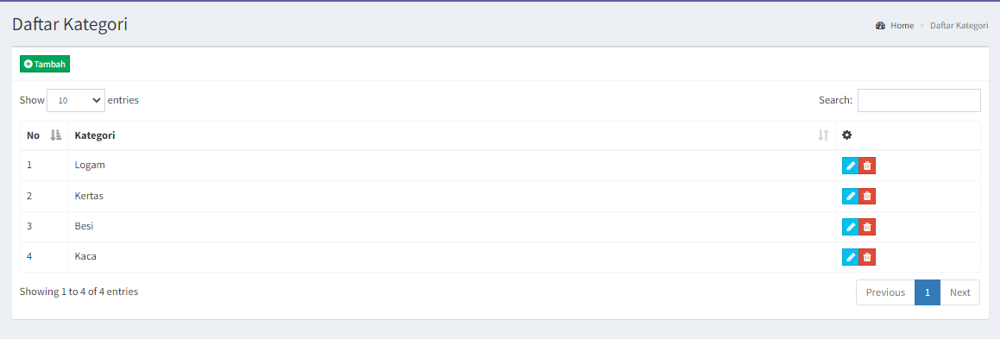 Daftar Kategori
Home > Daftar Kategori
Tambah
Show 10 entries
Search:
No Kategori
1 Logam
2 Kertas
3 Besi
4 Kaca
Showing 1 to 4 of 4 entries
Previous 1 Next